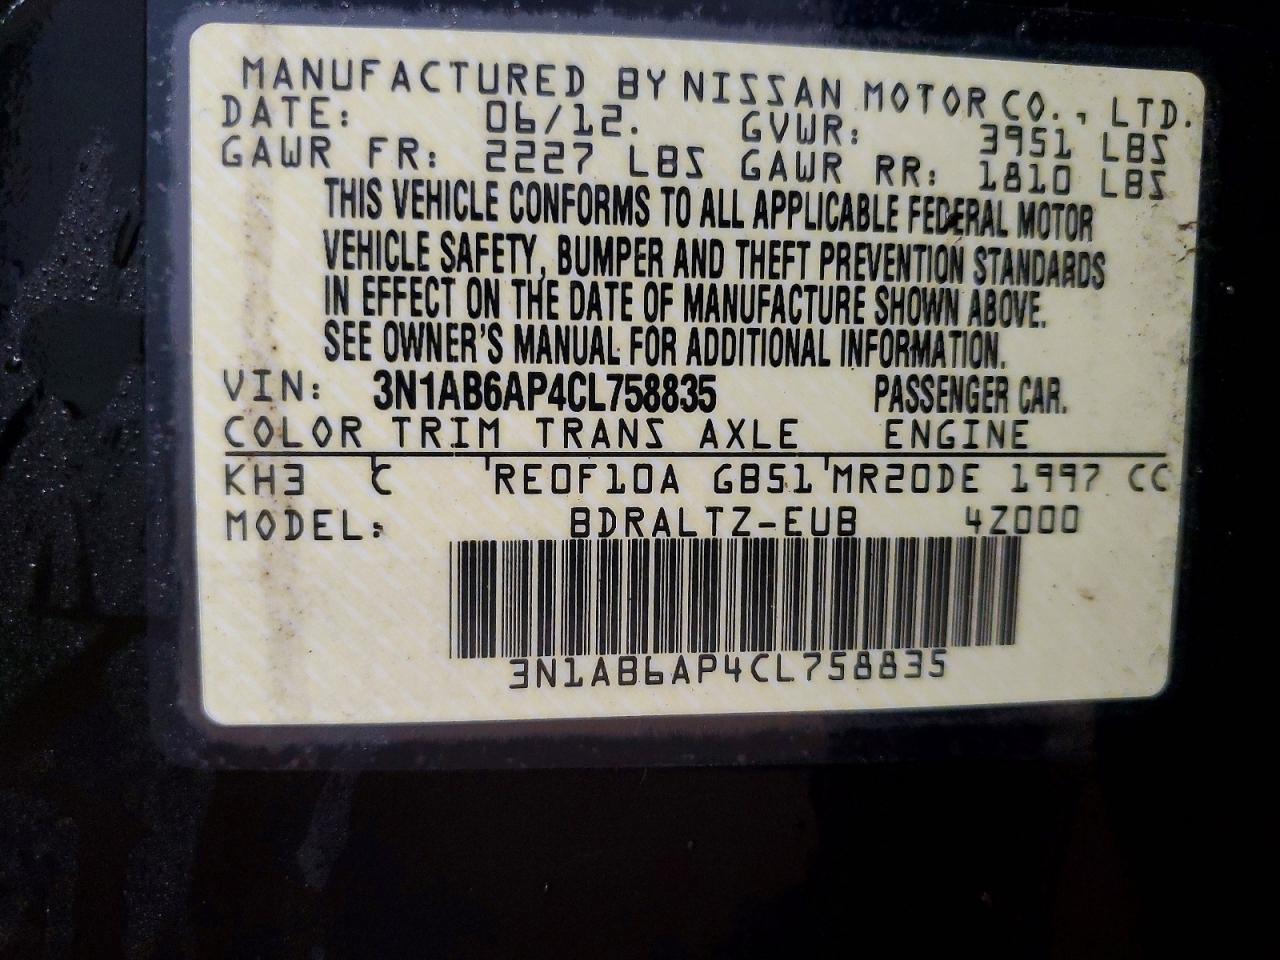 MANUFACTURED BY NISSAN MOTOR CO., LTD.
DATE: 06/12. GVWR: 3951 LBS
GAWR FR: 2227 LBS GAWR RR: 1810 LBS
THIS VEHICLE CONFORMS TO ALL APPLICABLE FEDERAL MOTOR
VEHICLE SAFETY, BUMPER AND THEFT PREVENTION STANDARDS
IN EFFECT ON THE DATE OF MANUFACTURE SHOWN ABOVE.
SEE OWNER'S MANUAL FOR ADDITIONAL INFORMATION.
VIN: 3N1AB6AP4CL758835 PASSENGER CAR.
COLOR TRIM TRANS AXLE ENGINE
KH3 C RE0F10A GB51 MR20DE 1997 CC
MODEL: BDRALTZ-EUB 4Z000
3N1AB6AP4CL758835